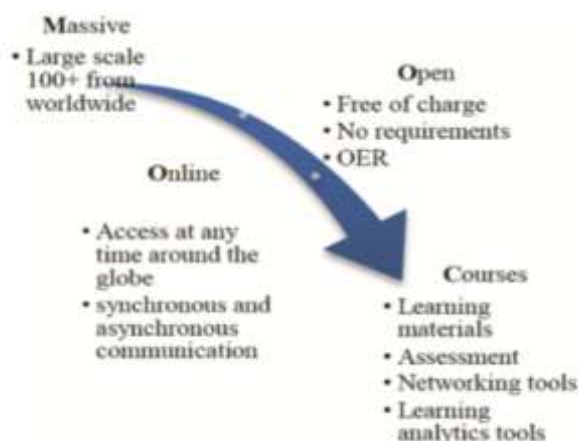 Massive
• Large scale
100+ from
worldwide
Open
• Free of charge
• No requirements
• OER
Online
• Access at any
time around the
globe
• synchronous and
asynchronous
communication
Courses
• Learning
materials
• Assessment
• Networking tools
• Learning
analytics tools